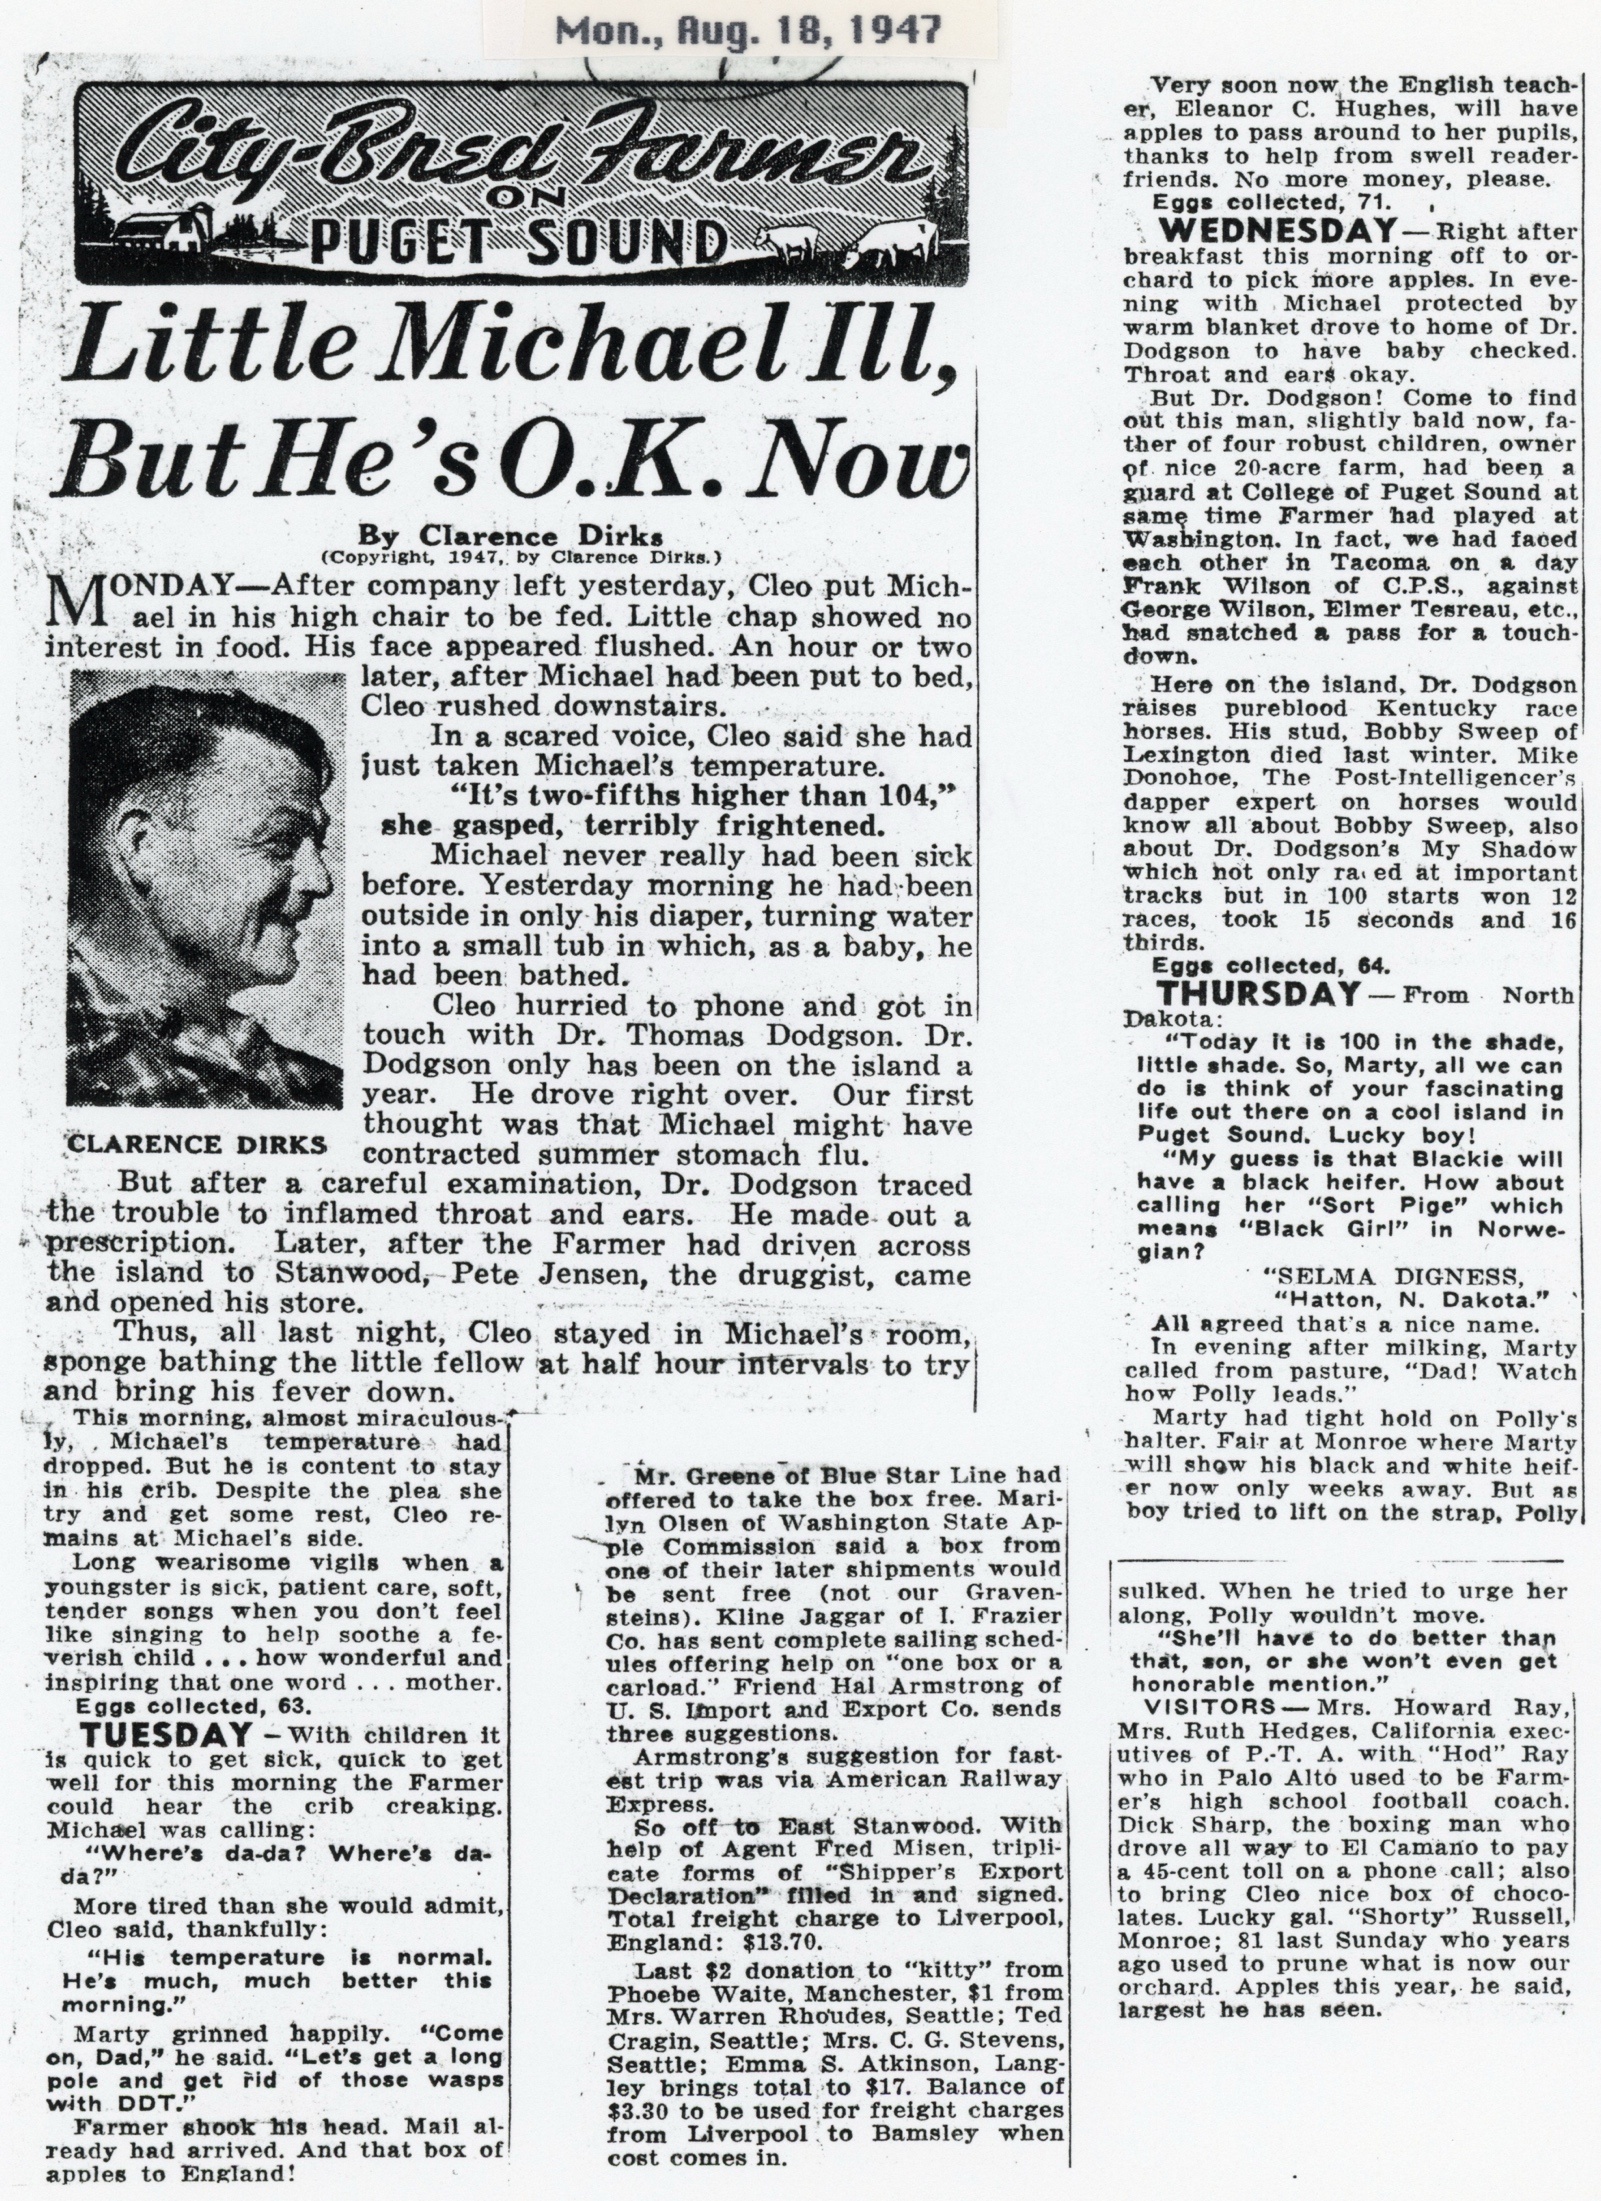 Mon., Aug. 18, 1947
City-Bred Farmer
ON
PUGET SOUND
Little Michael Ill,
But He's O.K. Now
By Clarence Dirks
(Copyright, 1947, by Clarence Dirks.)
MONDAY—After company left yesterday, Cleo put Mich-
ael in his high chair to be fed. Little chap showed no
interest in food. His face appeared flushed. An hour or two
later, after Michael had been put to bed,
Cleo rushed downstairs.
In a scared voice, Cleo said she had
just taken Michael's temperature.
"It's two-fifths higher than 104,"
she gasped, terribly frightened.
Michael never really had been sick
before. Yesterday morning he had been
outside in only his diaper, turning water
into a small tub in which, as a baby, he
had been bathed.
Cleo hurried to phone and got in
touch with Dr. Thomas Dodgson. Dr.
Dodgson only has been on the island a
year. He drove right over. Our first
thought was that Michael might have
contracted summer stomach flu.
CLARENCE DIRKS
But after a careful examination, Dr. Dodgson traced
the trouble to inflamed throat and ears. He made out a
prescription. Later, after the Farmer had driven across
the island to Stanwood, Pete Jensen, the druggist, came
and opened his store.
Thus, all last night, Cleo stayed in Michael's room,
sponge bathing the little fellow at half hour intervals to try
and bring his fever down.
This morning, almost miraculous-
ly, Michael's temperature had
dropped. But he is content to stay
in his crib. Despite the plea she
try and get some rest, Cleo re-
mains at Michael's side.
Long wearisome vigils when a
youngster is sick, patient care, soft,
tender songs when you don't feel
like singing to help soothe a fe-
verish child . . . how wonderful and
inspiring that one word . . . mother.
Eggs collected, 63.
TUESDAY – With children it
is quick to get sick, quick to get
well for this morning the Farmer
could hear the crib creaking.
Michael was calling:
"Where's da-da? Where's da-
da?"
More tired than she would admit,
Cleo said, thankfully:
"His temperature is normal.
He's much, much better this
morning."
Marty grinned happily. "Come
on, Dad," he said. "Let's get a long
pole and get rid of those wasps
with DDT."
Farmer shook his head. Mail al-
ready had arrived. And that box of
apples to England!
Mr. Greene of Blue Star Line had
offered to take the box free. Mari-
lyn Olsen of Washington State Ap-
ple Commission said a box from
one of their later shipments would
be sent free (not our Graven-
steins). Kline Jaggar of I. Frazier
Co. has sent complete sailing sched-
ules offering help on "one box or a
carload." Friend Hal Armstrong of
U. S. Import and Export Co. sends
three suggestions.
Armstrong's suggestion for fast-
est trip was via American Railway
Express.
So off to East Stanwood. With
help of Agent Fred Misen, tripli-
cate forms of "Shipper's Export
Declaration" filled in and signed.
Total freight charge to Liverpool,
England: $13.70.
Last $2 donation to "kitty" from
Phoebe Waite, Manchester, $1 from
Mrs. Warren Rhoudes, Seattle; Ted
Cragin, Seattle; Mrs. C. G. Stevens,
Seattle; Emma S. Atkinson, Lang-
ley brings total to $17. Balance of
$3.30 to be used for freight charges
from Liverpool to Bamsley when
cost comes in.
Very soon now the English teach-
er, Eleanor C. Hughes, will have
apples to pass around to her pupils,
thanks to help from swell reader-
friends. No more money, please.
Eggs collected, 71.
WEDNESDAY—Right after
breakfast this morning off to or-
chard to pick more apples. In eve-
ning with Michael protected by
warm blanket drove to home of Dr.
Dodgson to have baby checked.
Throat and ears okay.
But Dr. Dodgson! Come to find
out this man, slightly bald now, fa-
ther of four robust children, owner
of nice 20-acre farm, had been a
guard at College of Puget Sound at
same time Farmer had played at
Washington. In fact, we had faced
each other in Tacoma on a day
Frank Wilson of C.P.S., against
George Wilson, Elmer Tesreau, etc.,
had snatched a pass for a touch-
down.
Here on the island, Dr. Dodgson
raises pureblood Kentucky race
horses. His stud, Bobby Sweep of
Lexington died last winter. Mike
Donohoe, The Post-Intelligencer's
dapper expert on horses would
know all about Bobby Sweep, also
about Dr. Dodgson's My Shadow
which not only raced at important
tracks but in 100 starts won 12
races, took 15 seconds and 16
thirds.
Eggs collected, 64.
THURSDAY—From North
Dakota:
"Today it is 100 in the shade,
little shade. So, Marty, all we can
do is think of your fascinating
life out there on a cool island in
Puget Sound. Lucky boy!
"My guess is that Blackie will
have a black heifer. How about
calling her "Sort Pige" which
means "Black Girl" in Norwe-
gian?
"SELMA DIGNESS,
"Hatton, N. Dakota."
All agreed that's a nice name.
In evening after milking, Marty
called from pasture, "Dad! Watch
how Polly leads."
Marty had tight hold on Polly's
halter. Fair at Monroe where Marty
will show his black and white heif-
er now only weeks away. But as
boy tried to lift on the strap, Polly
sulked. When he tried to urge her
along, Polly wouldn't move.
"She'll have to do better than
that, son, or she won't even get
honorable mention."
VISITORS—Mrs. Howard Ray,
Mrs. Ruth Hedges, California exec-
utives of P.-T. A. with "Hod" Ray
who in Palo Alto used to be Farm-
er's high school football coach.
Dick Sharp, the boxing man who
drove all way to El Camano to pay
a 45-cent toll on a phone call; also
to bring Cleo nice box of choco-
lates. Lucky gal. "Shorty" Russell,
Monroe; 81 last Sunday who years
ago used to prune what is now our
orchard. Apples this year, he said,
largest he has seen.